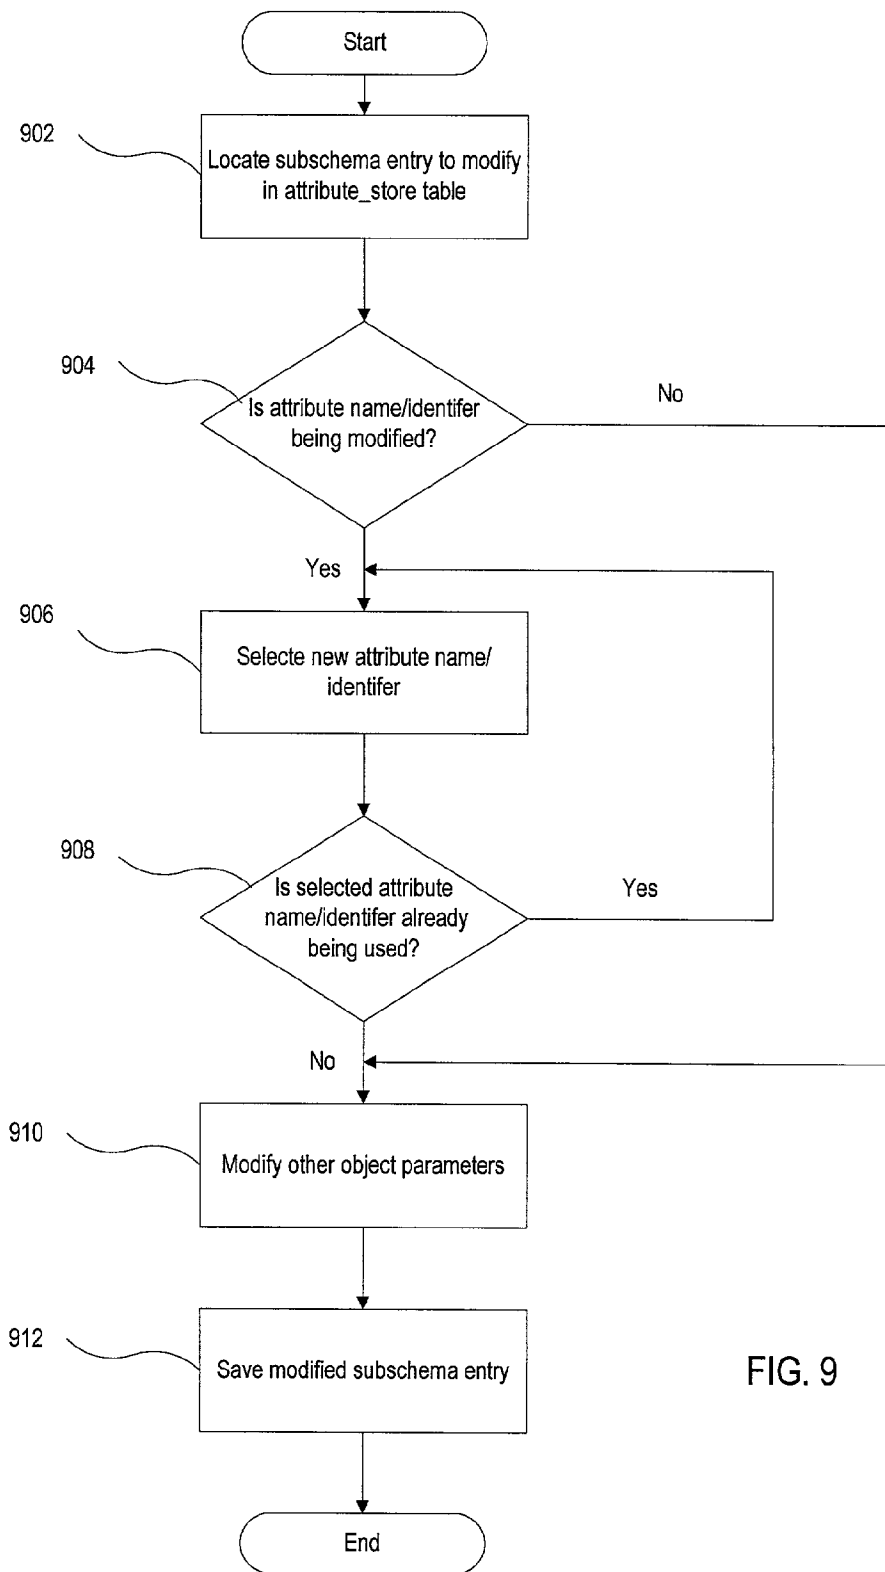 Start
902
Locate subschema entry to modify
in attribute_store table
904
Is attribute name/identifer
being modified?
No
Yes
906
Selecte new attribute name/
identifer
908
Is selected attribute
name/identifer already
being used?
Yes
No
910
Modify other object parameters
912
Save modified subschema entry
FIG. 9
End